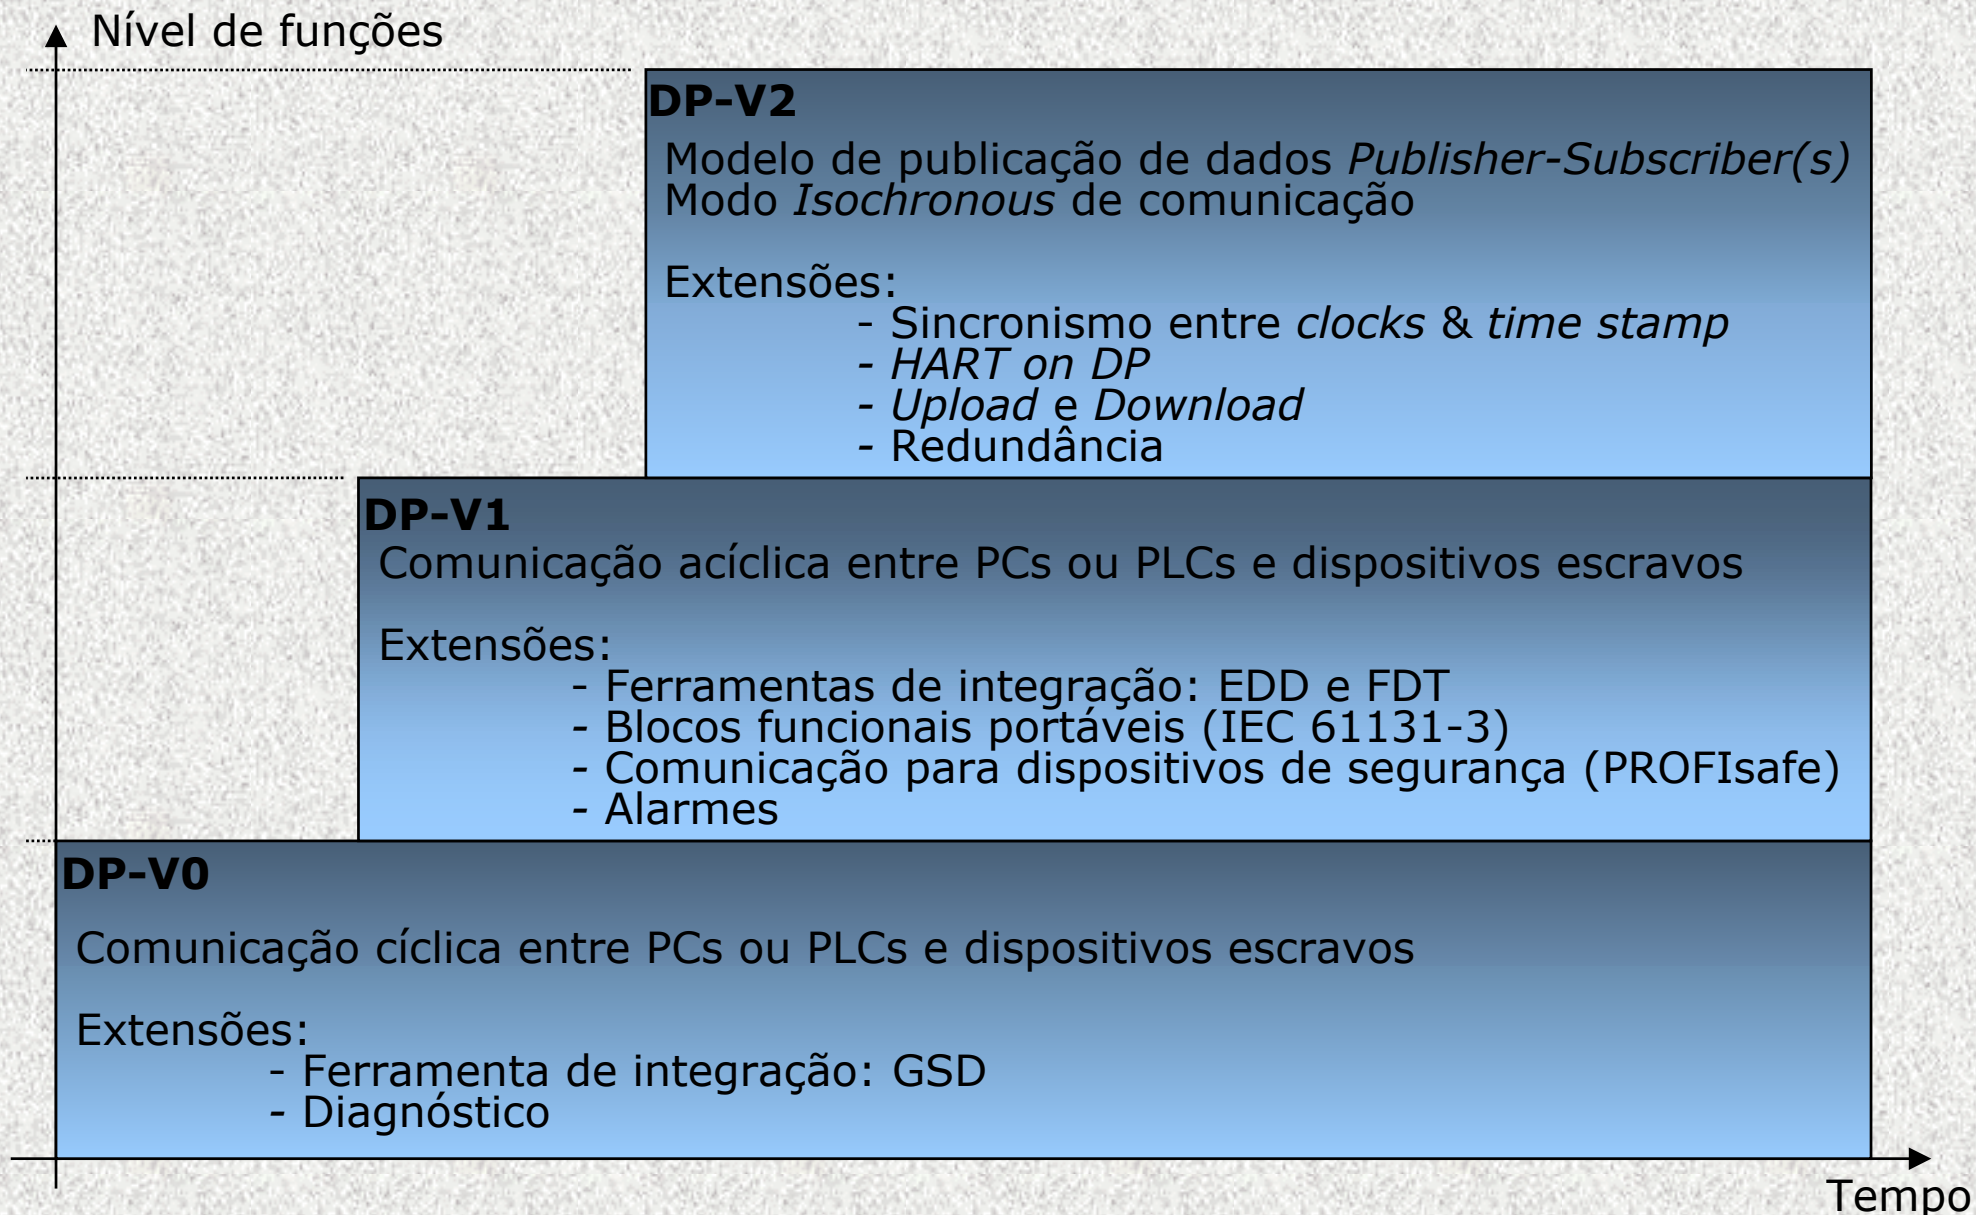 Nível de funções
DP-V2
Modelo de publicação de dados Publisher-Subscriber(s)
Modo Isochronous de comunicação
Extensões:
- Sincronismo entre clocks & time stamp
- HART on DP
- Upload e Download
- Redundância
DP-V1
Comunicação acíclica entre PCs ou PLCs e dispositivos escravos
Extensões:
- Ferramentas de integração: EDD e FDT
- Blocos funcionais portáveis (IEC 61131-3)
- Comunicação para dispositivos de segurança (PROFIsafe)
- Alarmes
DP-V0
Comunicação cíclica entre PCs ou PLCs e dispositivos escravos
Extensões:
- Ferramenta de integração: GSD
- Diagnóstico
Tempo